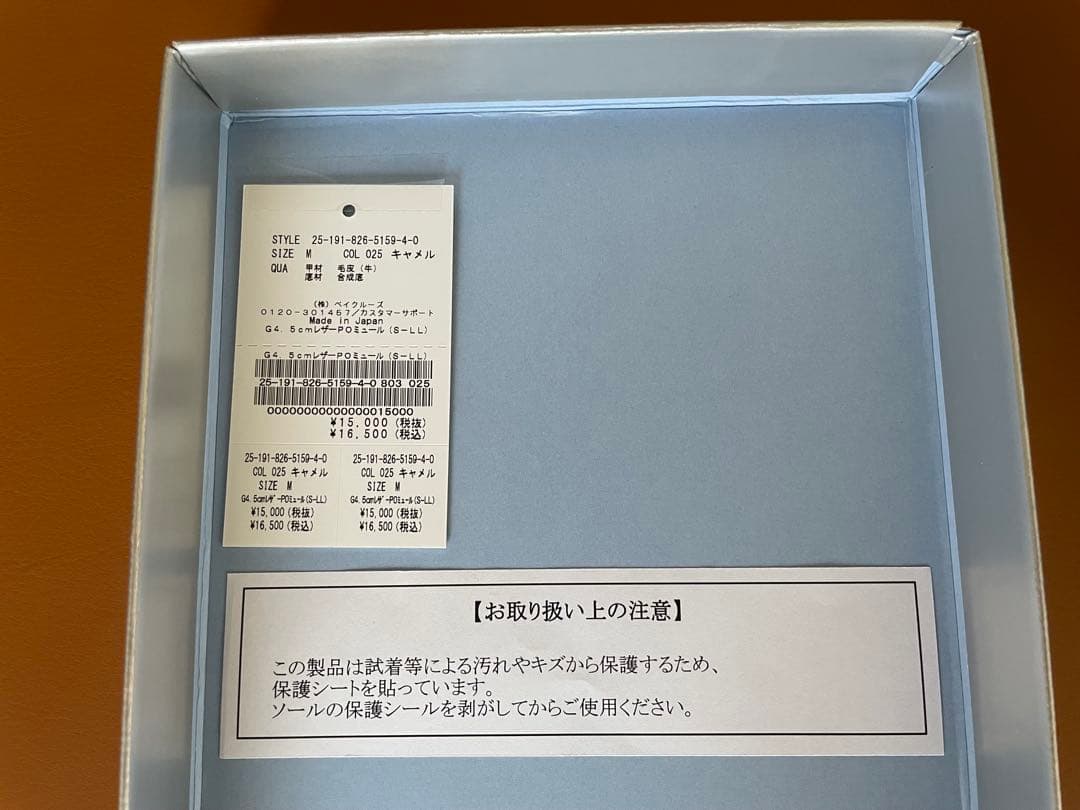 STYLE 25-191-826-5159-4-0
SIZE M COL 025 キャメル
QUA 甲材 毛皮（牛）
底材 合成底
（株）ベイクルーズ
0120-301457／カスタマーサポート
Made in Japan
G4．5cmレザーPOミュール（S-LL）
G4．5cmレザーPOミュール（S-LL）
25-191-826-5159-4-0 803 025
00000000000000015000
¥15,000（税抜）
¥16,500（税込）
25-191-826-5159-4-0
COL 025 キャメル
SIZE M
G4.5cmﾚｻﾞｰPOﾐｭｰﾙ(S-LL)
¥15,000（税抜）
¥16,500（税込）
25-191-826-5159-4-0
COL 025 キャメル
SIZE M
G4.5cmﾚｻﾞｰPOﾐｭｰﾙ(S-LL)
¥15,000（税抜）
¥16,500（税込）
【お取り扱い上の注意】
この製品は試着等による汚れやキズから保護するため、
保護シートを貼っています。
ソールの保護シールを剥がしてからご使用ください。